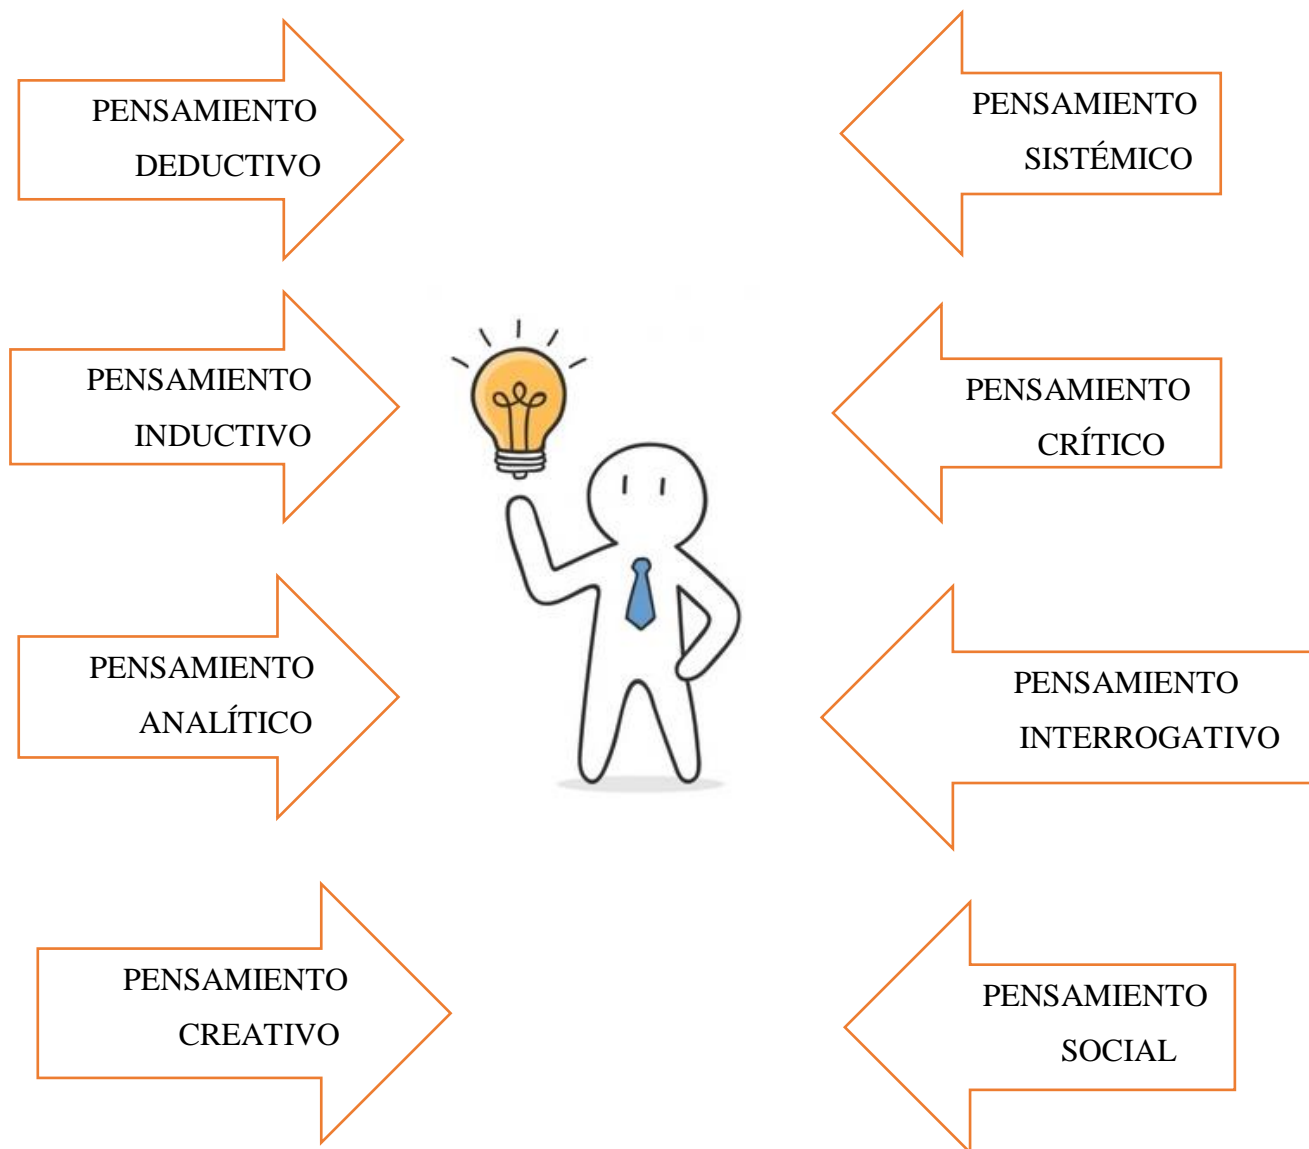 PENSAMIENTO
DEDUCTIVO
PENSAMIENTO
SISTÉMICO
PENSAMIENTO
INDUCTIVO
PENSAMIENTO
CRÍTICO
PENSAMIENTO
ANALÍTICO
PENSAMIENTO
INTERROGATIVO
PENSAMIENTO
CREATIVO
PENSAMIENTO
SOCIAL